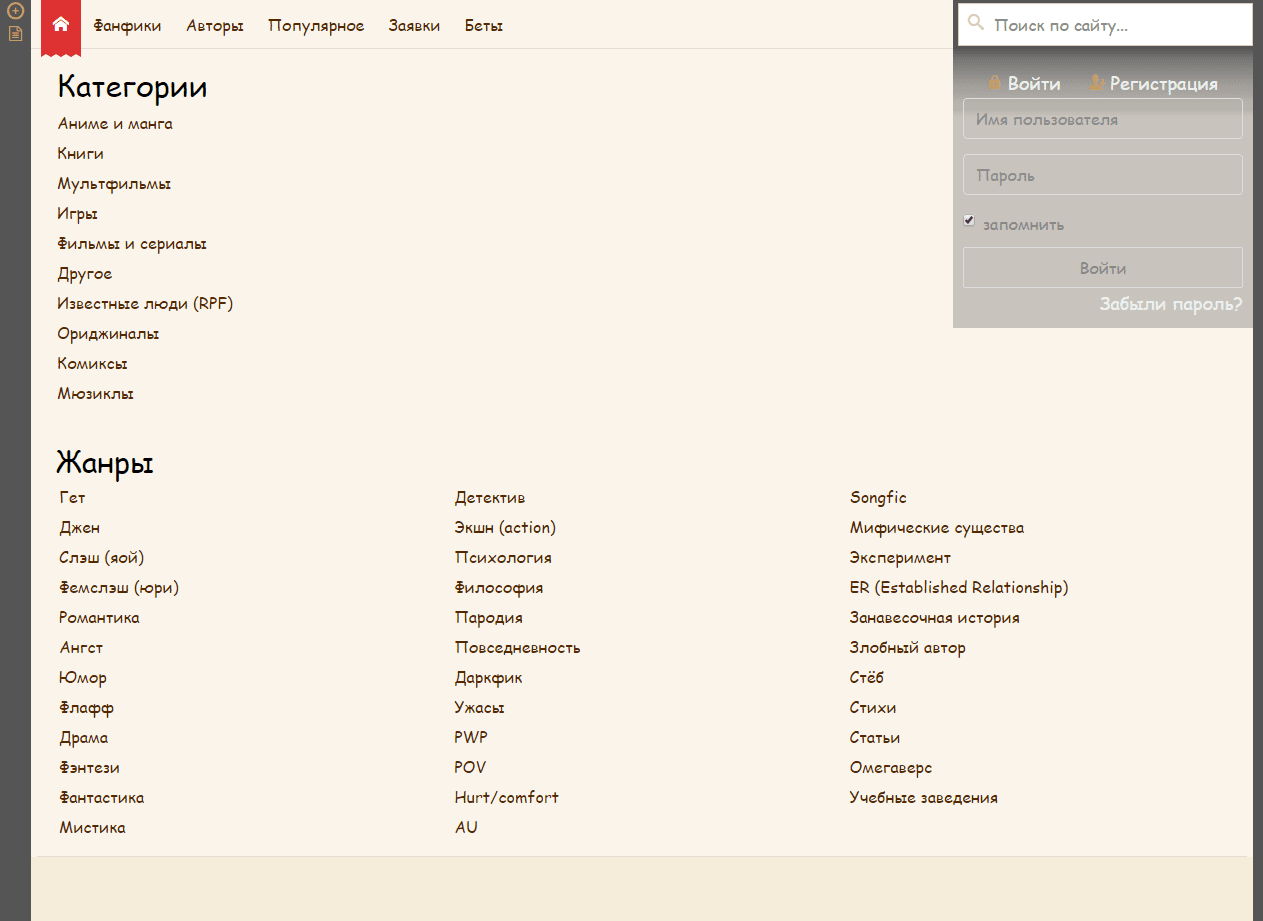 Фанфики Авторы Популярное Заявки Беты
Поиск по сайту...
Войти Регистрация
Имя пользователя
Пароль
запомнить
Войти
Забыли пароль?
Категории
Аниме и манга
Книги
Мультфильмы
Игры
Фильмы и сериалы
Другое
Известные люди (RPF)
Ориджиналы
Комиксы
Мюзиклы
Жанры
Гет
Джен
Слэш (яой)
Фемслэш (юри)
Романтика
Ангст
Юмор
Флафф
Драма
Фэнтези
Фантастика
Мистика
Детектив
Экшн (action)
Психология
Философия
Пародия
Повседневность
Даркфик
Ужасы
PWP
POV
Hurt/comfort
AU
Songfic
Мифические существа
Эксперимент
ER (Established Relationship)
Занавесочная история
Злобный автор
Стёб
Стихи
Статьи
Омегаверс
Учебные заведения